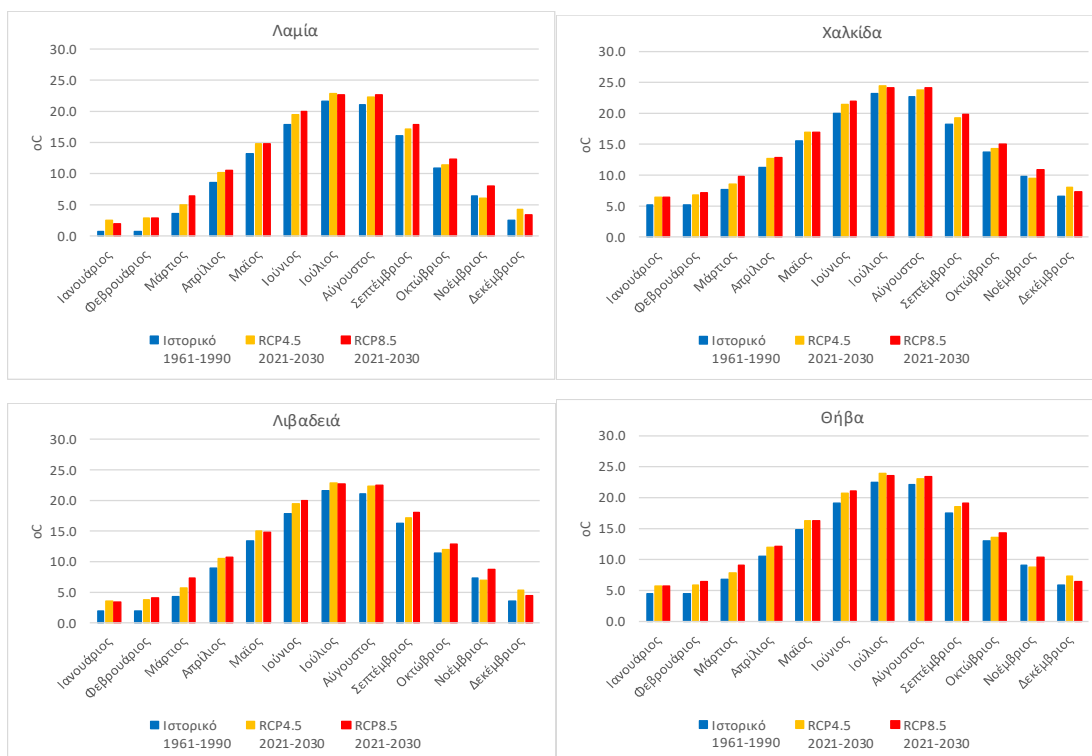 Λαμία
30.0
25.0
20.0
15.0
10.0
5.0
0.0
oC
Ιανουάριος
Φεβρουάριος
Μάρτιος
Απρίλιος
Μαϊος
Ιούνιος
Ιούλιος
Αύγουστος
Σεπτέμβριος
Οκτώβριος
Νοέμβριος
Δεκέμβριος
Ιστορικό RCP4.5 RCP8.5
1961-1990 2021-2030 2021-2030
Χαλκίδα
30.0
25.0
20.0
15.0
10.0
5.0
0.0
oC
Ιανουάριος
Φεβρουάριος
Μάρτιος
Απρίλιος
Μαϊος
Ιούνιος
Ιούλιος
Αύγουστος
Σεπτέμβριος
Οκτώβριος
Νοέμβριος
Δεκέμβριος
Ιστορικό RCP4.5 RCP8.5
1961-1990 2021-2030 2021-2030
Λιβαδειά
30.0
25.0
20.0
15.0
10.0
5.0
0.0
oC
Ιανουάριος
Φεβρουάριος
Μάρτιος
Απρίλιος
Μαϊος
Ιούνιος
Ιούλιος
Αύγουστος
Σεπτέμβριος
Οκτώβριος
Νοέμβριος
Δεκέμβριος
Ιστορικό RCP4.5 RCP8.5
1961-1990 2021-2030 2021-2030
Θήβα
30.0
25.0
20.0
15.0
10.0
5.0
0.0
oC
Ιανουάριος
Φεβρουάριος
Μάρτιος
Απρίλιος
Μαϊος
Ιούνιος
Ιούλιος
Αύγουστος
Σεπτέμβριος
Οκτώβριος
Νοέμβριος
Δεκέμβριος
Ιστορικό RCP4.5 RCP8.5
1961-1990 2021-2030 2021-2030